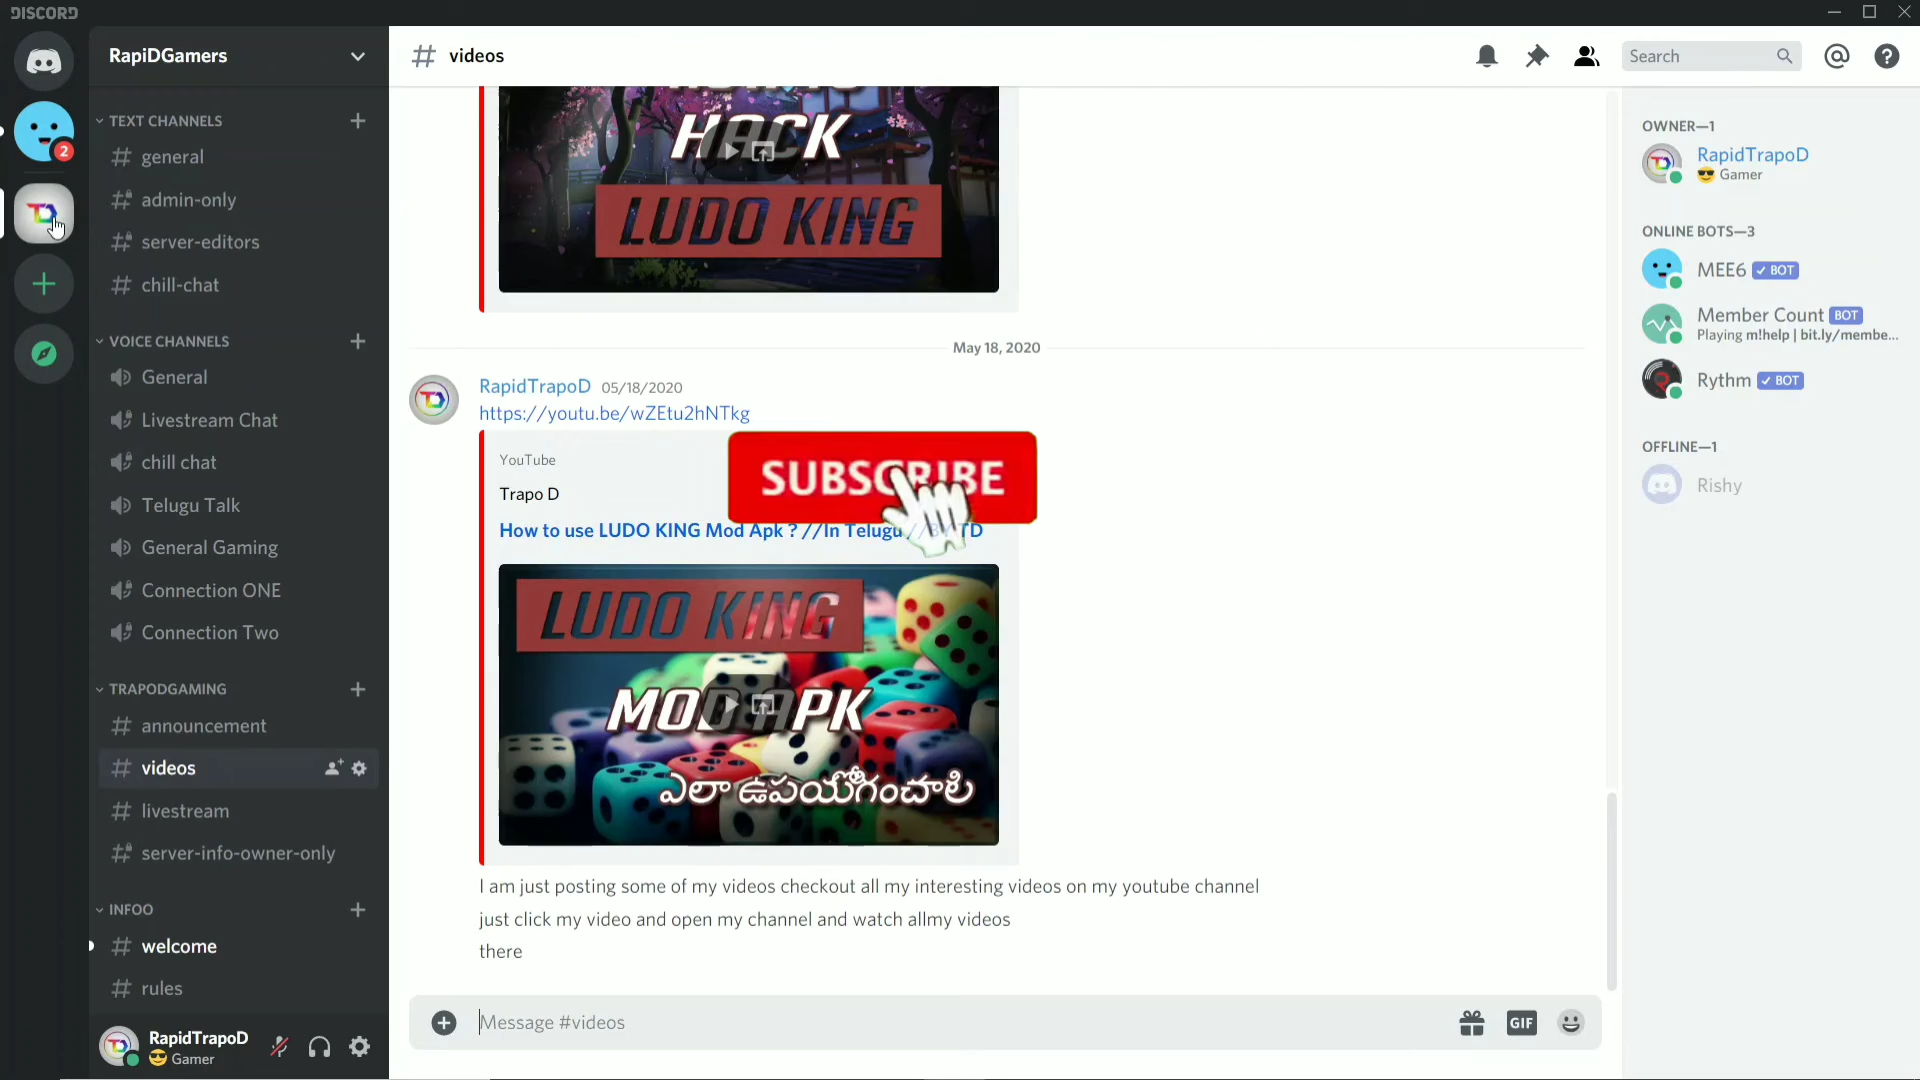 DISCORD
RapiDGamers
# videos
Search
2
TEXT CHANNELS
general
admin-only
server-editors
chill-chat
VOICE CHANNELS
General
Livestream Chat
chill chat
Telugu Talk
General Gaming
Connection ONE
Connection Two
TRAPODGAMING
announcement
videos
livestream
server-info-owner-only
INFOO
welcome
rules
RapidTrapoD
😎 Gamer
HACK
LUDO KING
May 18, 2020
RapidTrapoD 05/18/2020
https://youtu.be/wZEtu2hNTkg
YouTube
Trapo D
SUBSCRIBE
How to use LUDO KING Mod Apk ? //In Telugu // BY TD
LUDO KING
MOD APK
ఎలా ఉపయోగించాలి
I am just posting some of my videos checkout all my interesting videos on my youtube channel
just click my video and open my channel and watch allmy videos
there
Message #videos
GIF
OWNER—1
RapidTrapoD
😎 Gamer
ONLINE BOTS—3
MEE6 ✓ BOT
Member Count BOT
Playing m!help | bit.ly/membe...
Rythm ✓ BOT
OFFLINE—1
Rishy